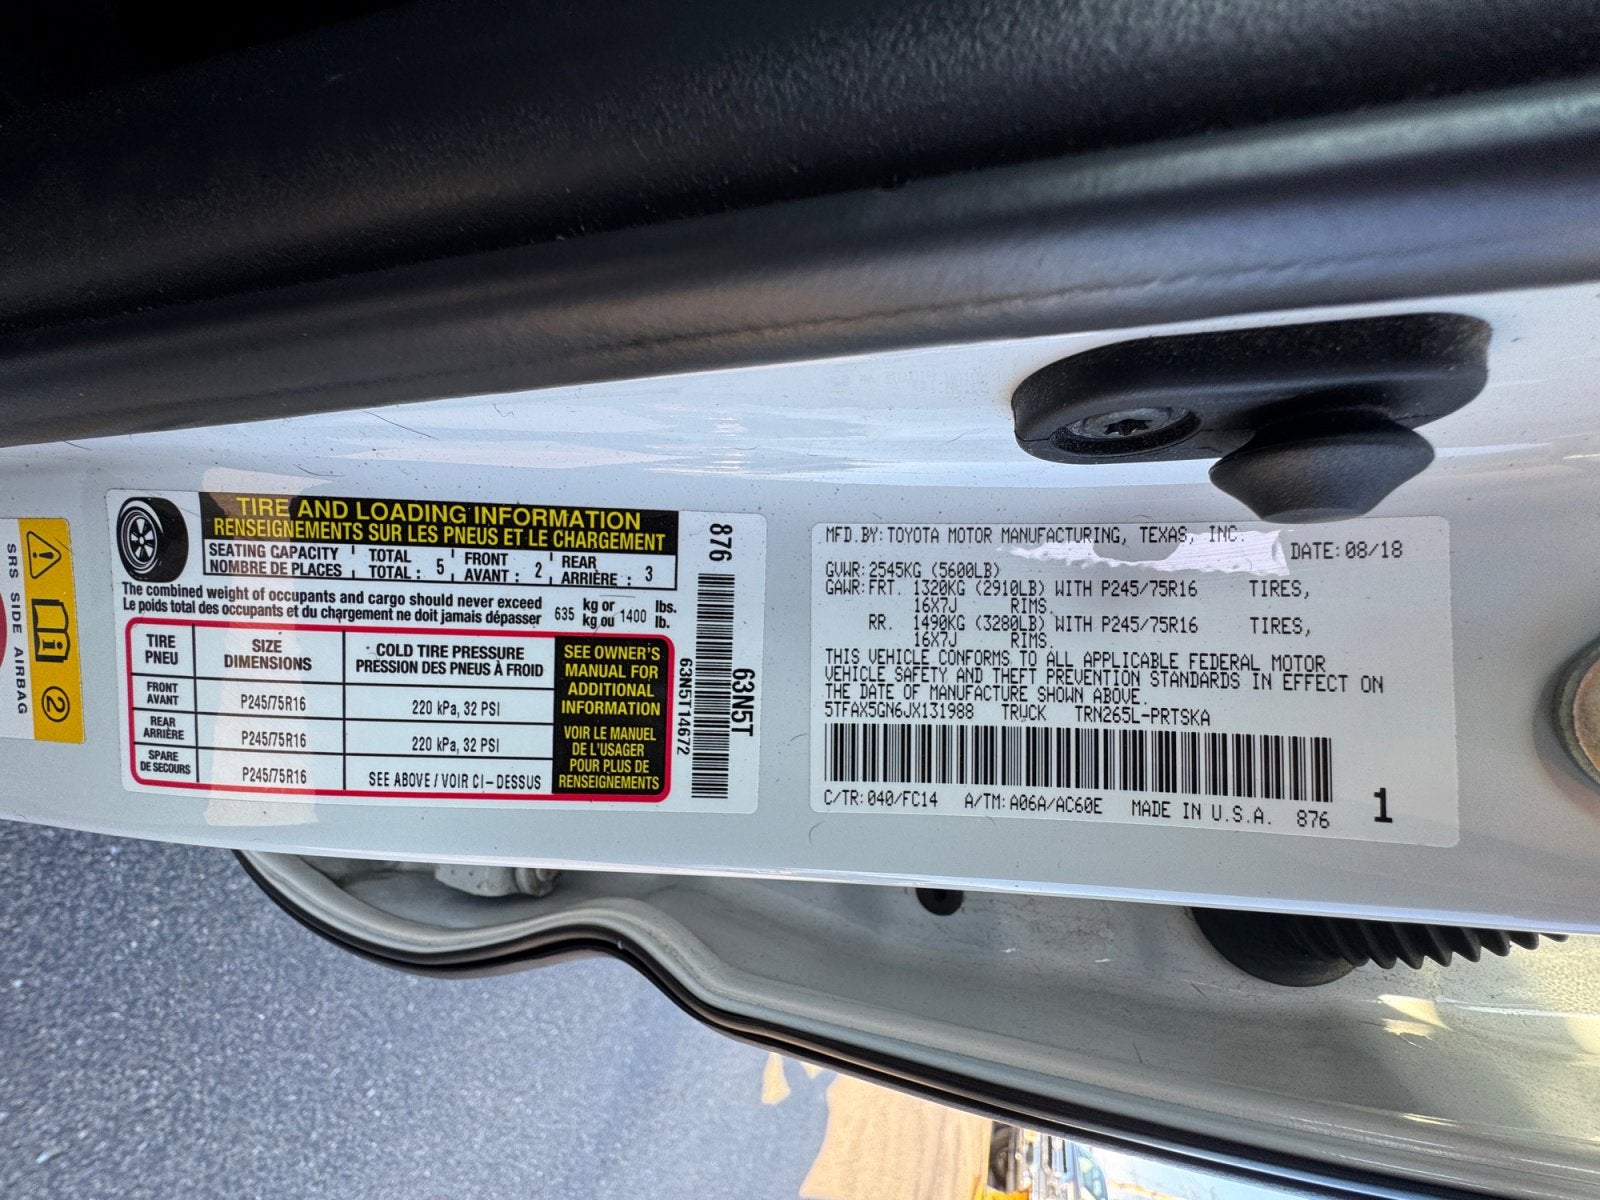 SRS SIDE AIRBAG
2
TIRE AND LOADING INFORMATION
RENSEIGNEMENTS SUR LES PNEUS ET LE CHARGEMENT
SEATING CAPACITY TOTAL FRONT REAR
NOMBRE DE PLACES TOTAL : 5 AVANT : 2 ARRIÈRE : 3
The combined weight of occupants and cargo should never exceed 635 kg or 1400 lbs.
Le poids total des occupants et du chargement ne doit jamais dépasser kg ou lb.
TIRE SIZE COLD TIRE PRESSURE
PNEU DIMENSIONS PRESSION DES PNEUS À FROID
FRONT
AVANT P245/75R16 220 kPa, 32 PSI
REAR
ARRIÈRE P245/75R16 220 kPa, 32 PSI
SPARE
DE SECOURS P245/75R16 SEE ABOVE / VOIR CI-DESSUS
SEE OWNER'S
MANUAL FOR
ADDITIONAL
INFORMATION
VOIR LE MANUEL
DE L'USAGER
POUR PLUS DE
RENSEIGNEMENTS
876
63N5T
63N5T14672
MFD.BY:TOYOTA MOTOR MANUFACTURING, TEXAS, INC. DATE:08/18
GVWR:2545KG (5600LB)
GAWR:FRT. 1320KG (2910LB) WITH P245/75R16 TIRES,
16X7J RIMS.
RR. 1490KG (3280LB) WITH P245/75R16 TIRES,
16X7J RIMS.
THIS VEHICLE CONFORMS TO ALL APPLICABLE FEDERAL MOTOR
VEHICLE SAFETY AND THEFT PREVENTION STANDARDS IN EFFECT ON
THE DATE OF MANUFACTURE SHOWN ABOVE.
5TFAX5GN6JX131988 TRUCK TRN265L-PRTSKA
C/TR:040/FC14 A/TM:A06A/AC60E MADE IN U.S.A. 876 1